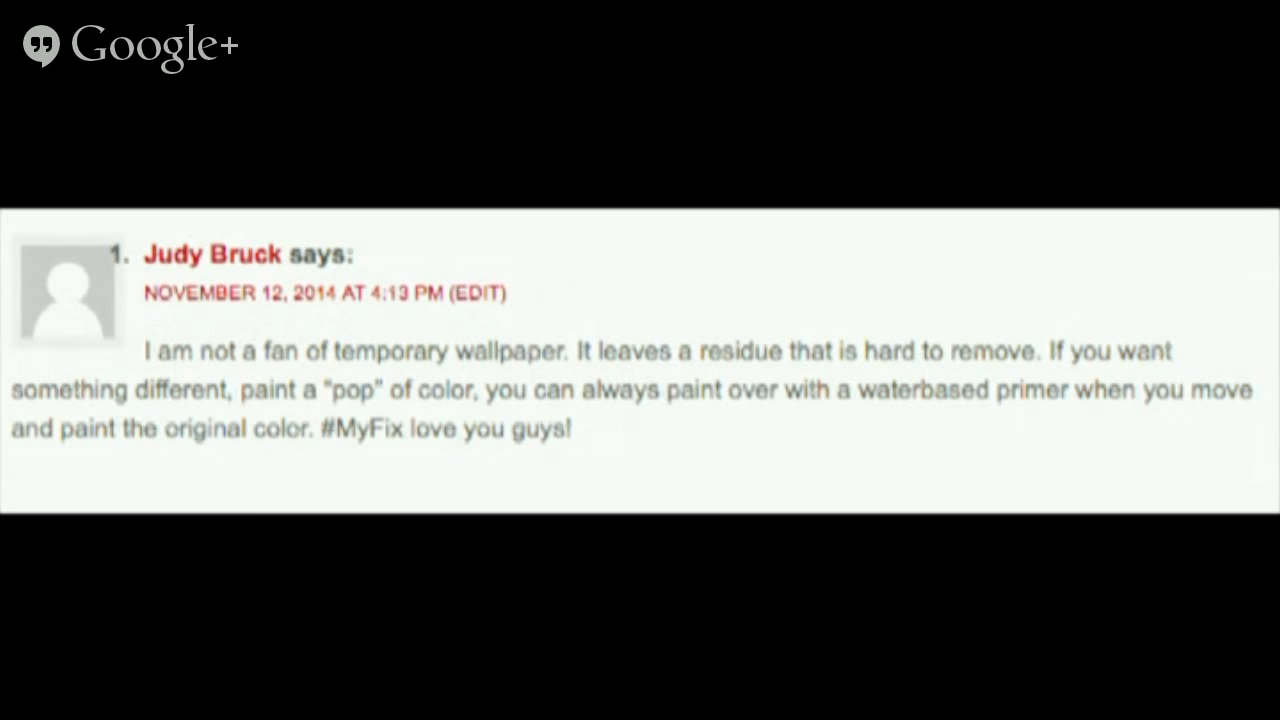 Google+
1. Judy Bruck says:
NOVEMBER 12, 2014 AT 4:13 PM (EDIT)
I am not a fan of temporary wallpaper. It leaves a residue that is hard to remove. If you want
something different, paint a "pop" of color, you can always paint over with a waterbased primer when you move
and paint the original color. #MyFix love you guys!